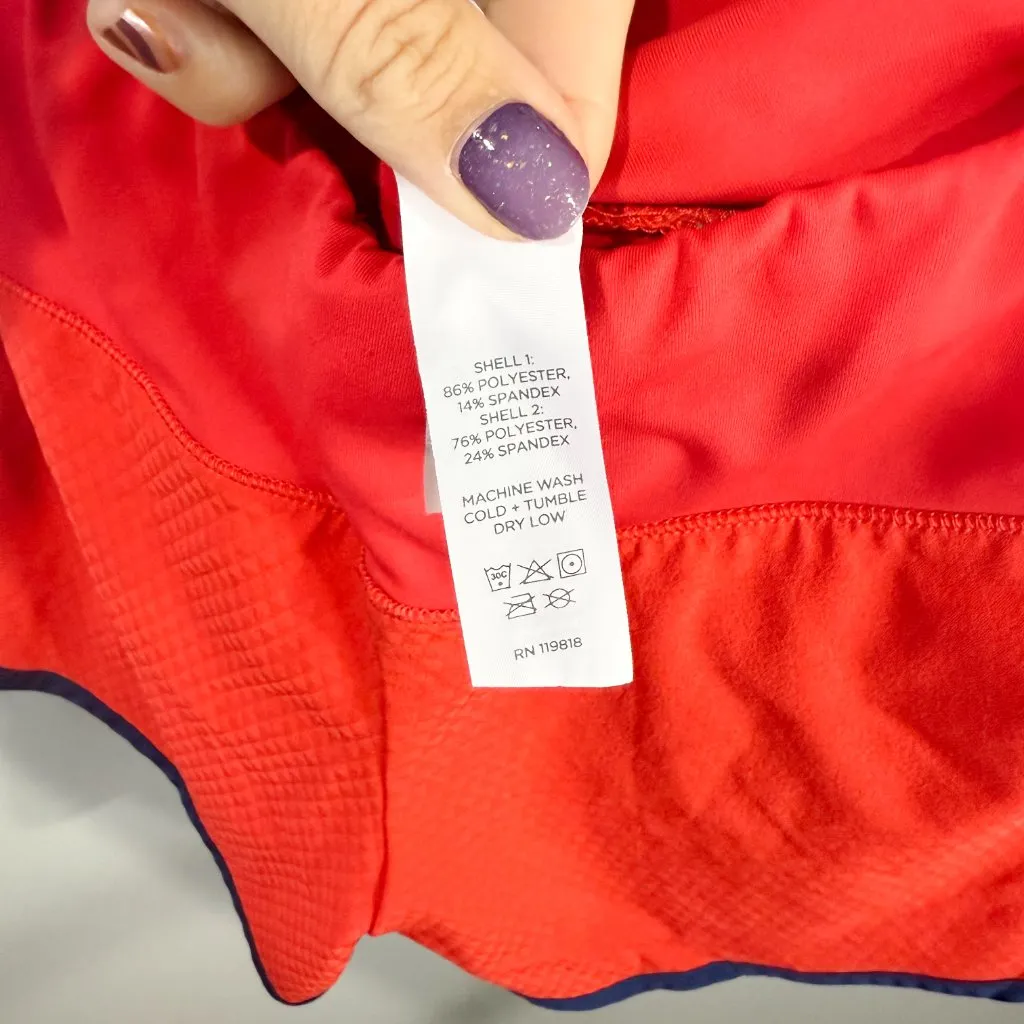 SHELL 1:
86% POLYESTER,
14% SPANDEX
SHELL 2:
76% POLYESTER,
24% SPANDEX
MACHINE WASH
COLD + TUMBLE
DRY LOW
30C
RN 119818